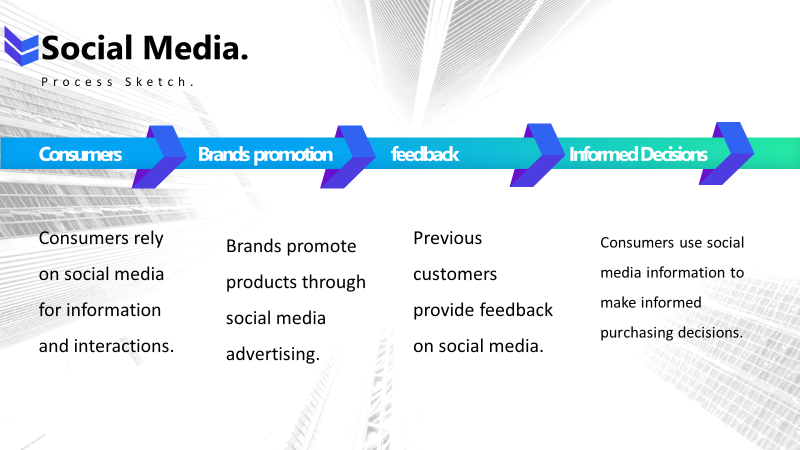 Social Media.
Process Sketch.
Consumers
Brands promotion
feedback
Informed Decisions
Consumers rely
on social media
for information
and interactions.
Brands promote
products through
social media
advertising.
Previous
customers
provide feedback
on social media.
Consumers use social
media information to
make informed
purchasing decisions.